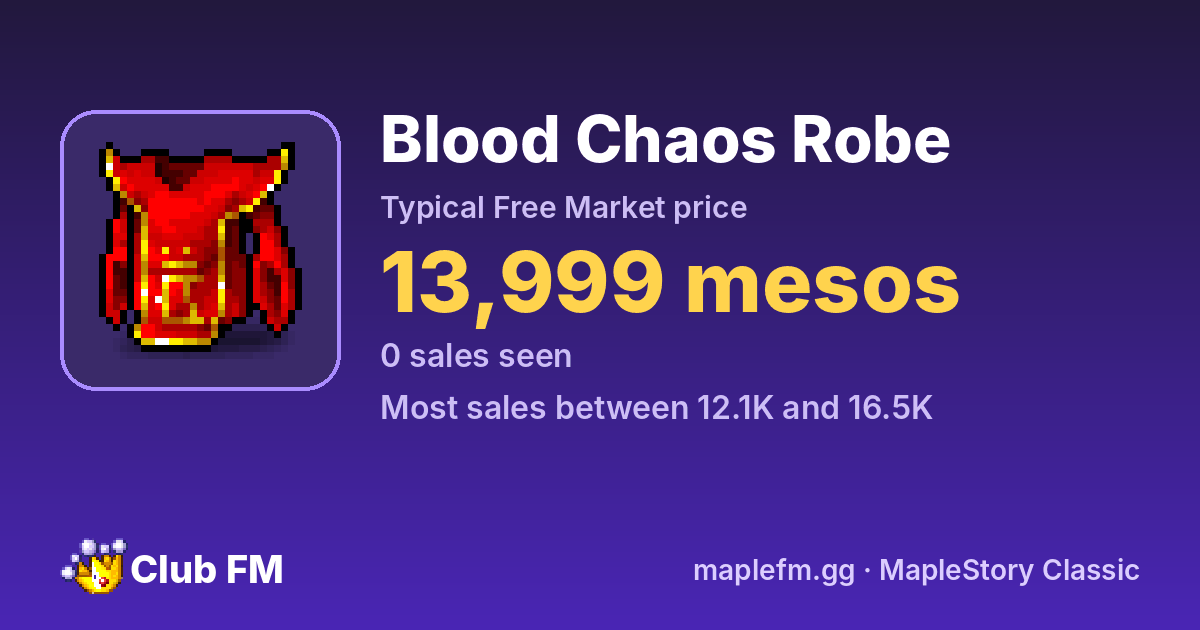 Blood Chaos Robe
Typical Free Market price
13,999 mesos
0 sales seen
Most sales between 12.1K and 16.5K
Club FM
maplefm.gg · MapleStory Classic